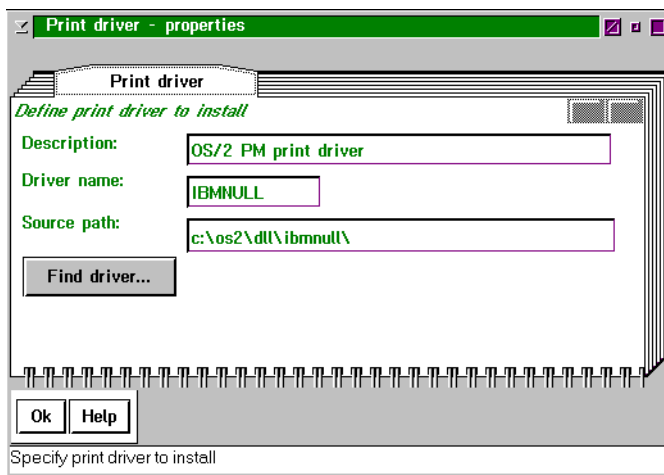 Print driver - properties
Print driver
Define print driver to install
Description:
OS/2 PM print driver
Driver name:
IBMNULL
Source path:
c:\os2\dll\ibmnull\
Find driver...
Ok Help
Specify print driver to install